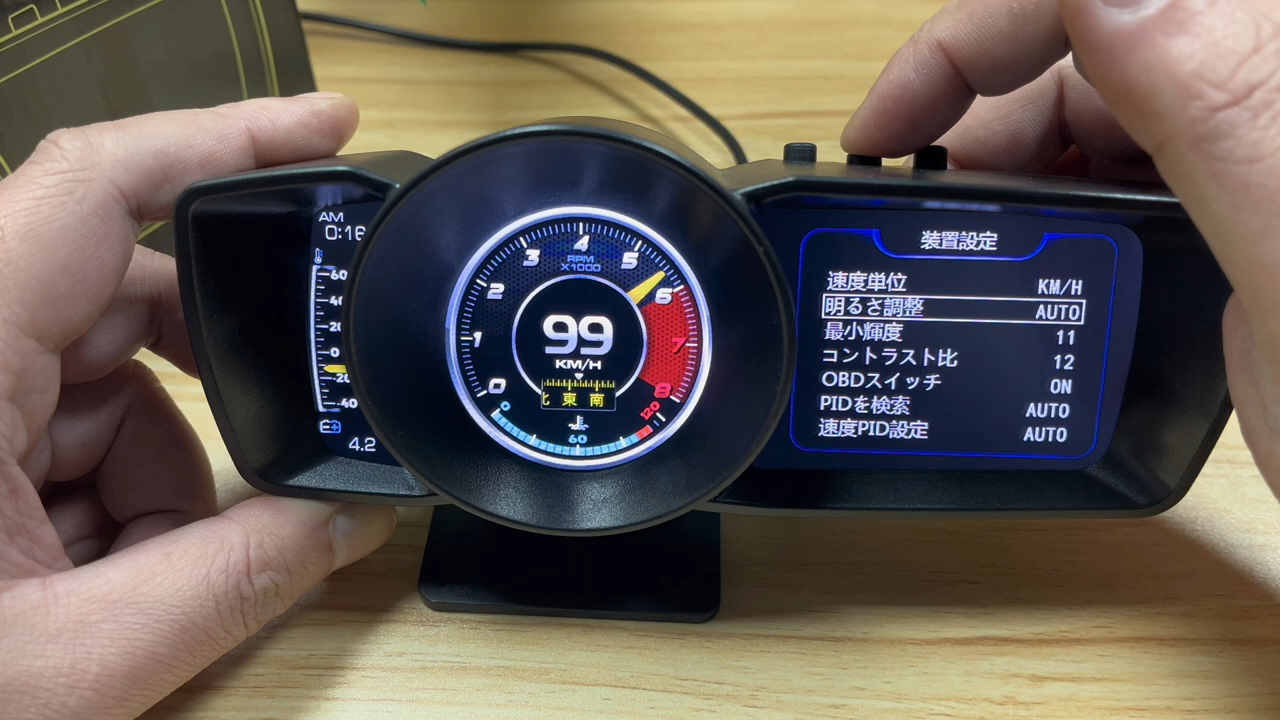 AM
0:16
60
40
20
0
-20
-40
4.2
0
1
2
3
4
5
6
7
8
RPM
X1000
99
KM/H
東 南
0
60
120
装置設定
速度単位 KM/H
明るさ調整 AUTO
最小輝度 11
コントラスト比 12
OBDスイッチ ON
PIDを検索 AUTO
速度PID設定 AUTO